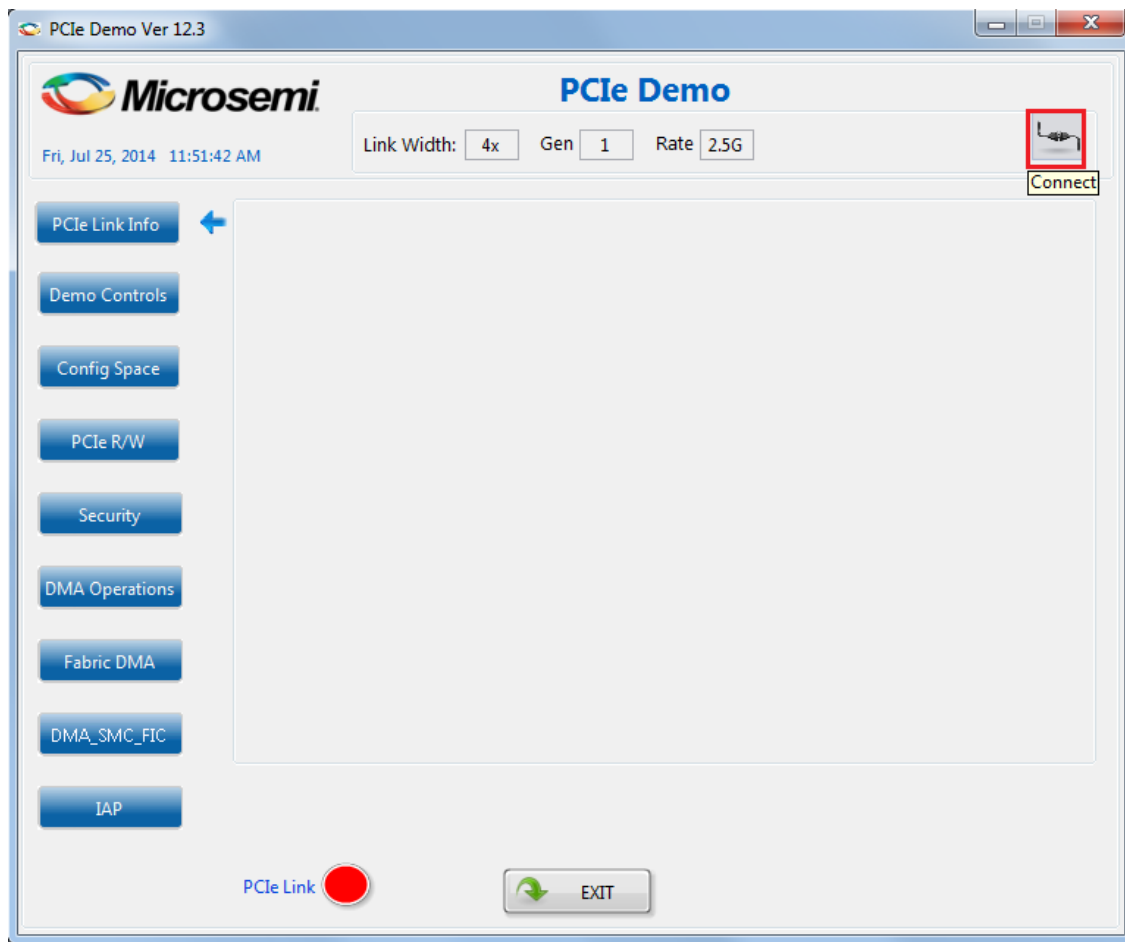 PCIe Demo Ver 12.3
Microsemi.
PCIe Demo
Fri, Jul 25, 2014 11:51:42 AM
Link Width: 4x Gen 1 Rate 2.5G
Connect
PCIe Link Info
Demo Controls
Config Space
PCIe R/W
Security
DMA Operations
Fabric DMA
DMA_SMC_FIC
IAP
PCIe Link
EXIT